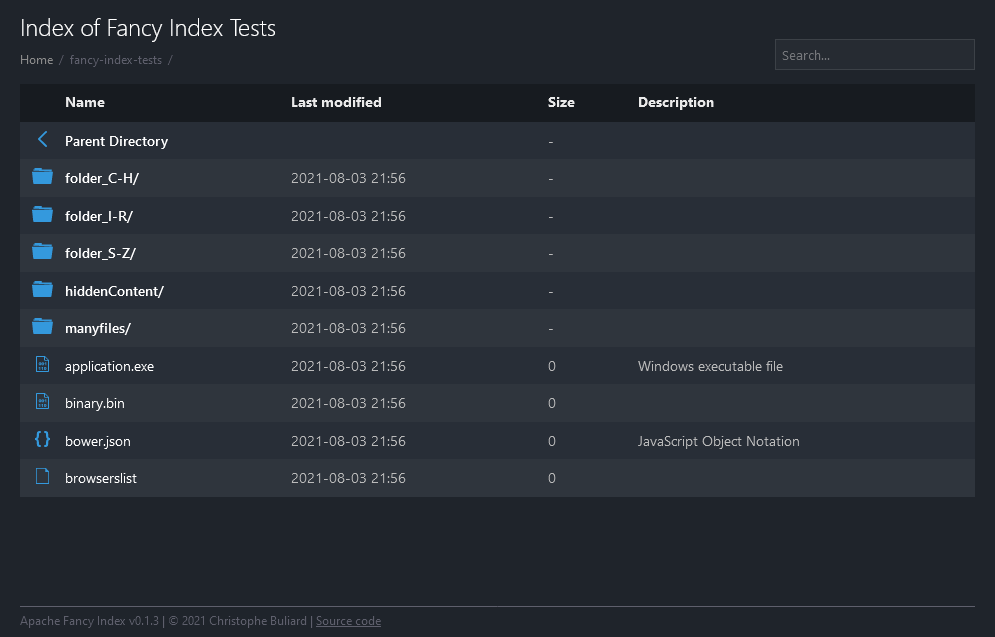 Index of Fancy Index Tests
Home / fancy-index-tests /
Search...
Name Last modified Size Description
Parent Directory -
folder_C-H/ 2021-08-03 21:56 -
folder_I-R/ 2021-08-03 21:56 -
folder_S-Z/ 2021-08-03 21:56 -
hiddenContent/ 2021-08-03 21:56 -
manyfiles/ 2021-08-03 21:56 -
application.exe 2021-08-03 21:56 0 Windows executable file
binary.bin 2021-08-03 21:56 0
bower.json 2021-08-03 21:56 0 JavaScript Object Notation
browserslist 2021-08-03 21:56 0
Apache Fancy Index v0.1.3 | © 2021 Christophe Buliard | Source code